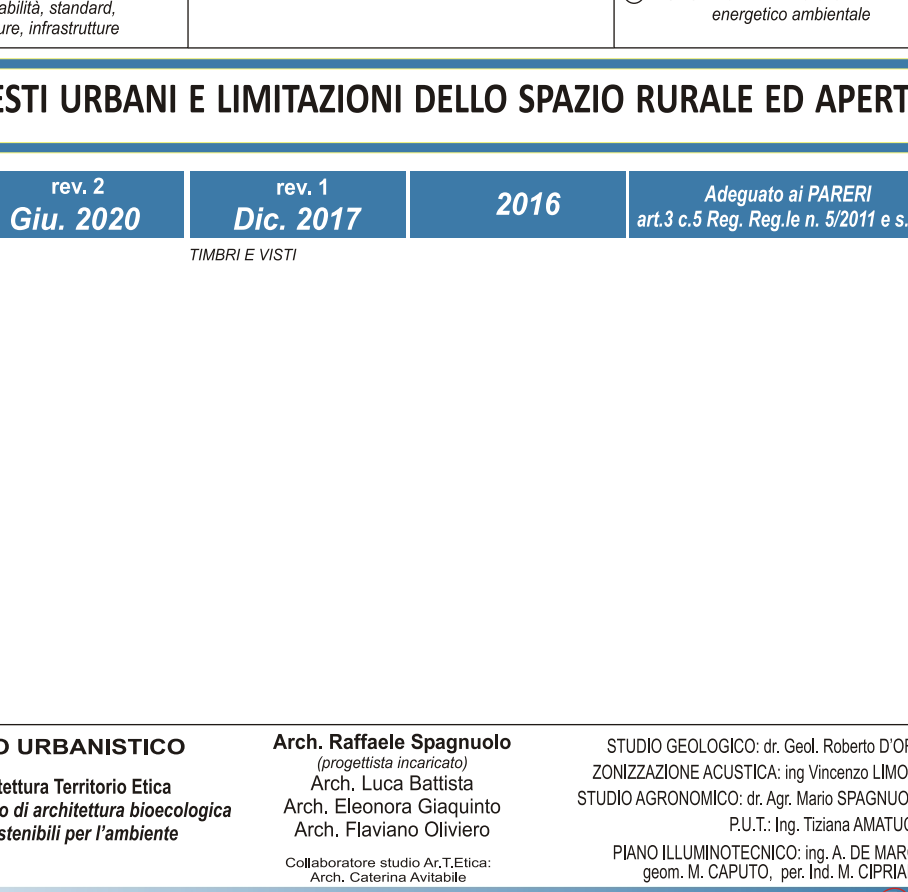 abilità, standard,
ure, infrastrutture
energetico ambientale
ESTI URBANI E LIMITAZIONI DELLO SPAZIO RURALE ED APERT
rev. 2
Giu. 2020
rev. 1
Dic. 2017
2016
Adeguato ai PARERI
art.3 c.5 Reg. Reg.le n. 5/2011 e s.
TIMBRI E VISTI
O URBANISTICO
tettura Territorio Etica
o di architettura bioecologica
stenibili per l'ambiente
Arch. Raffaele Spagnuolo
(progettista incaricato)
Arch. Luca Battista
Arch. Eleonora Giaquinto
Arch. Flaviano Oliviero
Collaboratore studio Ar.T.Etica:
Arch. Caterina Avitabile
STUDIO GEOLOGICO: dr. Geol. Roberto D'OR
ZONIZZAZIONE ACUSTICA: ing Vincenzo LIMO
STUDIO AGRONOMICO: dr. Agr. Mario SPAGNUO
P.U.T.: Ing. Tiziana AMATUC
PIANO ILLUMINOTECNICO: ing. A. DE MAR
geom. M. CAPUTO, per. Ind. M. CIPRIA